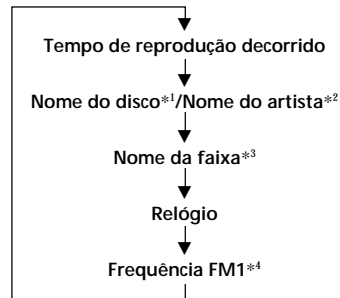 Tempo de reprodução decorrido
Nome do disco*1/Nome do artista*2
Nome da faixa*3
Relógio
Frequência FM1*4